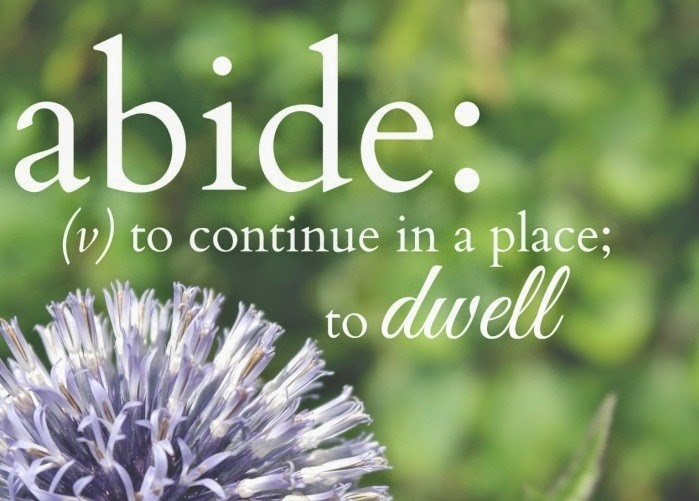 abide:
(v) to continue in a place;
to dwell